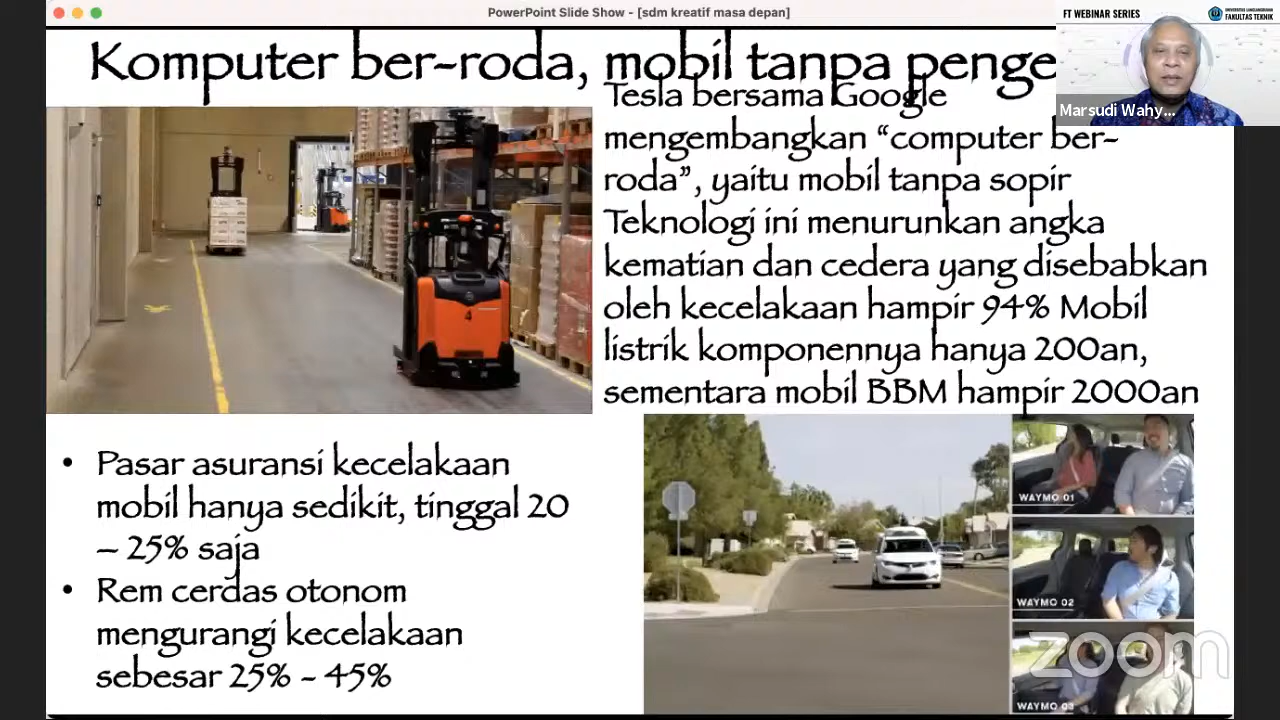 PowerPoint Slide Show - [sdm kreatif masa depan]
FT WEBINAR SERIES
FAKULTAS TEKNIK
Marsudi Wahy...
Komputer ber-roda, mobil tanpa penge
Tesla bersama Google
mengembangkan “computer ber-
roda”, yaitu mobil tanpa sopir
Teknologi ini menurunkan angka
kematian dan cedera yang disebabkan
oleh kecelakaan hampir 94% Mobil
listrik komponennya hanya 200an,
sementara mobil BBM hampir 2000an
4
• Pasar asuransi kecelakaan
mobil hanya sedikit, tinggal 20
– 25% saja
• Rem cerdas otonom
mengurangi kecelakaan
sebesar 25% - 45%
WAYMO 01
WAYMO 02
WAYMO 03
zoom